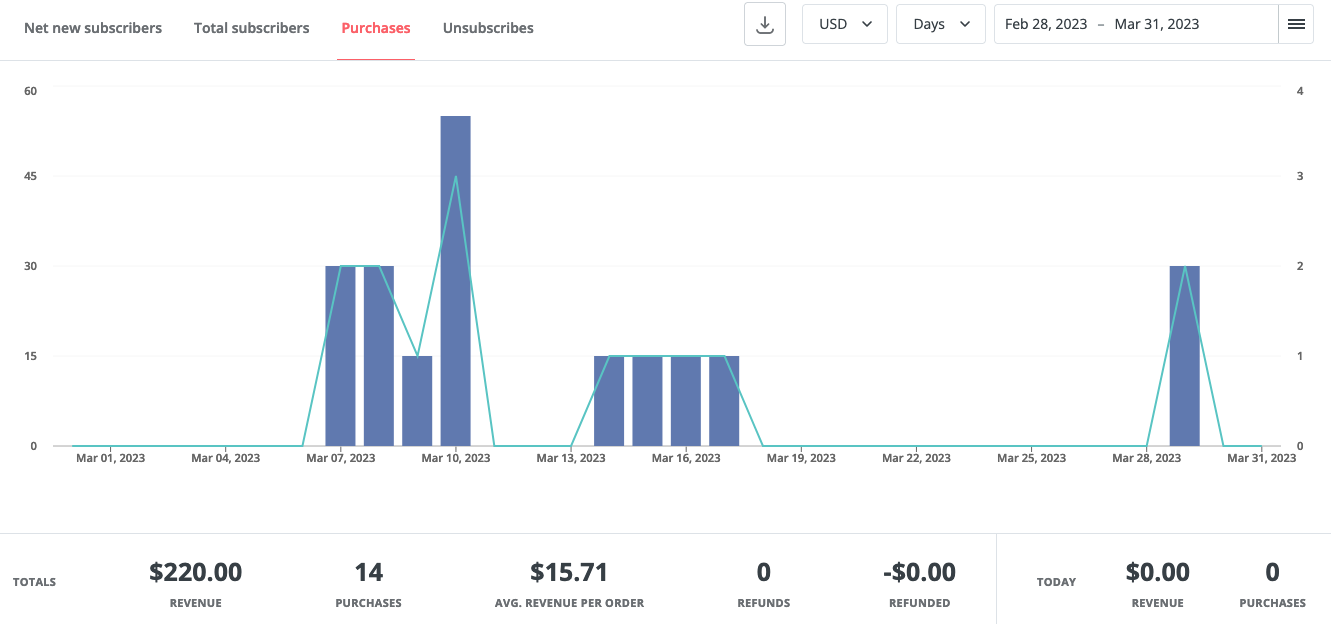 Net new subscribers Total subscribers Purchases Unsubscribes USD Days Feb 28, 2023 – Mar 31, 2023
60 4
45 3
30 2
15 1
0 0
Mar 01, 2023 Mar 04, 2023 Mar 07, 2023 Mar 10, 2023 Mar 13, 2023 Mar 16, 2023 Mar 19, 2023 Mar 22, 2023 Mar 25, 2023 Mar 28, 2023 Mar 31, 2023
TOTALS $220.00 14 $15.71 0 -$0.00 TODAY $0.00 0
REVENUE PURCHASES AVG. REVENUE PER ORDER REFUNDS REFUNDED REVENUE PURCHASES